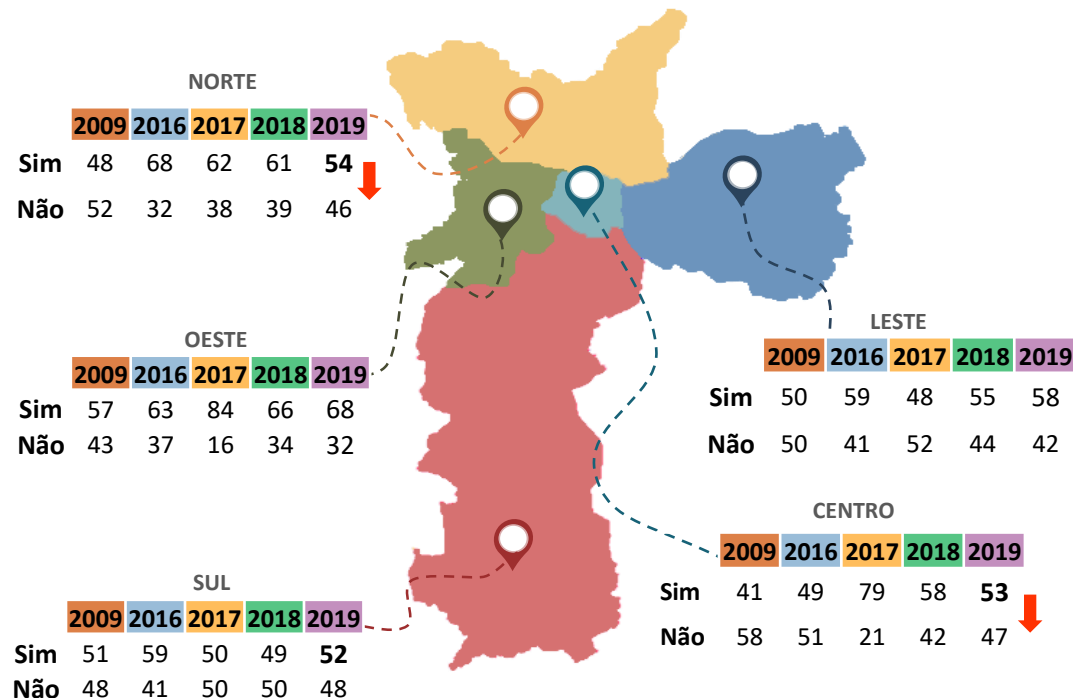 NORTE
2009 2016 2017 2018 2019
Sim 48 68 62 61 54
Não 52 32 38 39 46
OESTE
2009 2016 2017 2018 2019
Sim 57 63 84 66 68
Não 43 37 16 34 32
LESTE
2009 2016 2017 2018 2019
Sim 50 59 48 55 58
Não 50 41 52 44 42
CENTRO
2009 2016 2017 2018 2019
Sim 41 49 79 58 53
Não 58 51 21 42 47
SUL
2009 2016 2017 2018 2019
Sim 51 59 50 49 52
Não 48 41 50 50 48